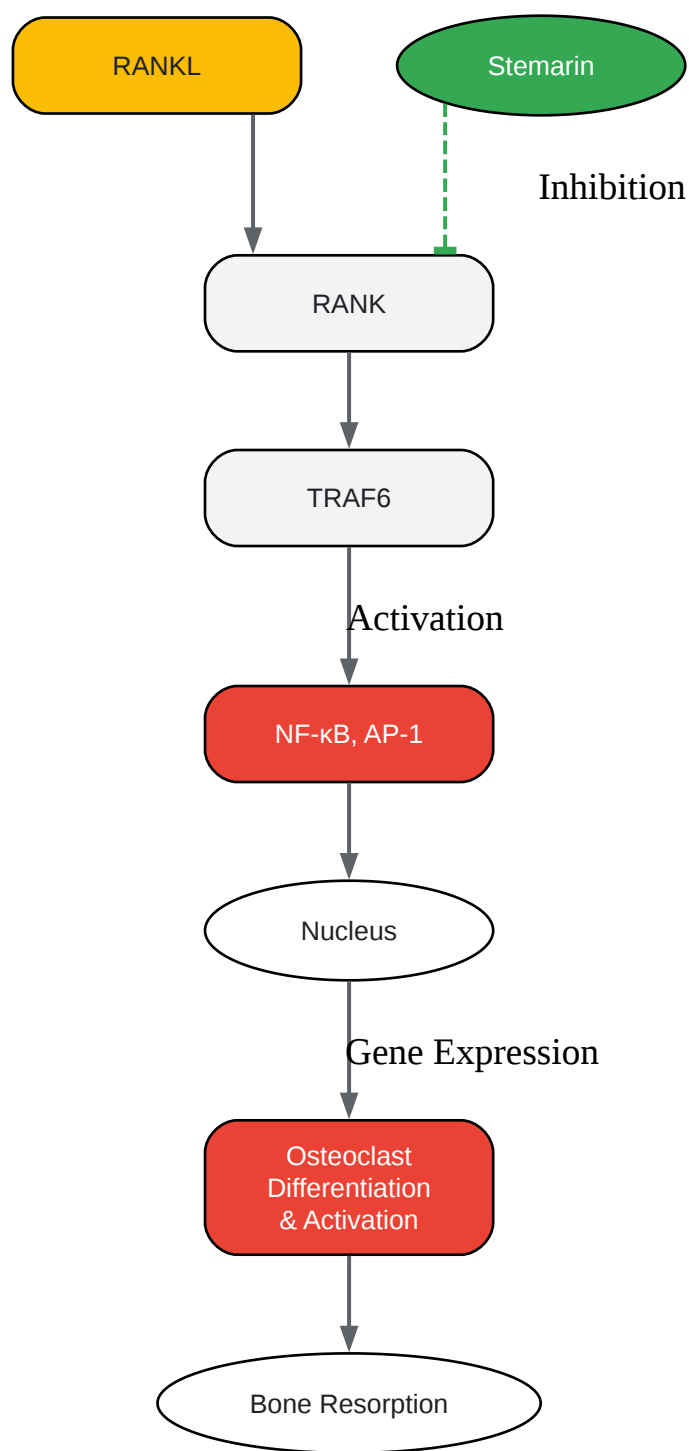 RANKL
Stemarin
Inhibition
RANK
TRAF6
Activation
NF-κB, AP-1
Nucleus
Gene Expression
Osteoclast
Differentiation
& Activation
Bone Resorption